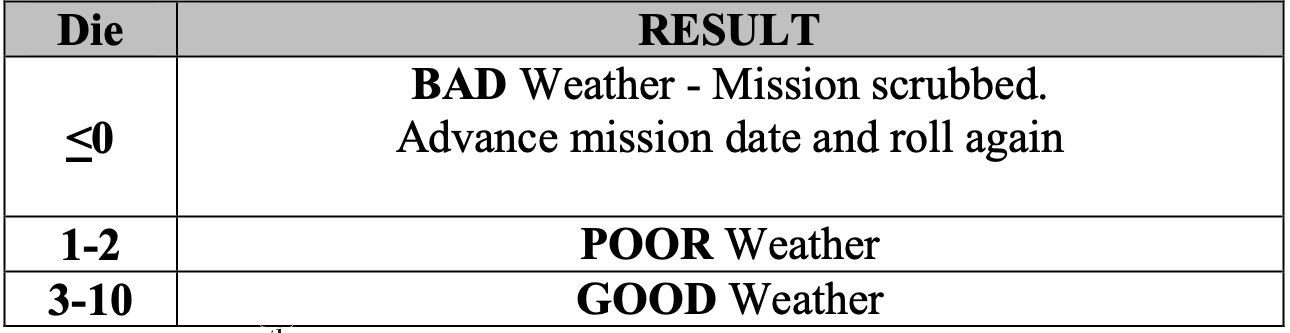 Die RESULT
BAD Weather - Mission scrubbed.
≤0 Advance mission date and roll again
1-2 POOR Weather
3-10 GOOD Weather